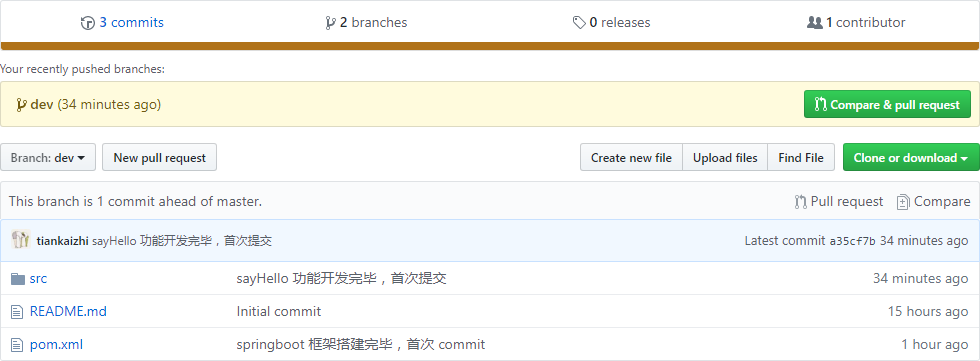 3 commits 2 branches 0 releases 1 contributor
Your recently pushed branches:
dev (34 minutes ago) Compare & pull request
Branch: dev New pull request Create new file Upload files Find File Clone or download
This branch is 1 commit ahead of master. Pull request Compare
tiankaizhi sayHello 功能开发完毕，首次提交 Latest commit a35cf7b 34 minutes ago
src sayHello 功能开发完毕，首次提交 34 minutes ago
README.md Initial commit 15 hours ago
pom.xml springboot 框架搭建完毕，首次 commit 1 hour ago